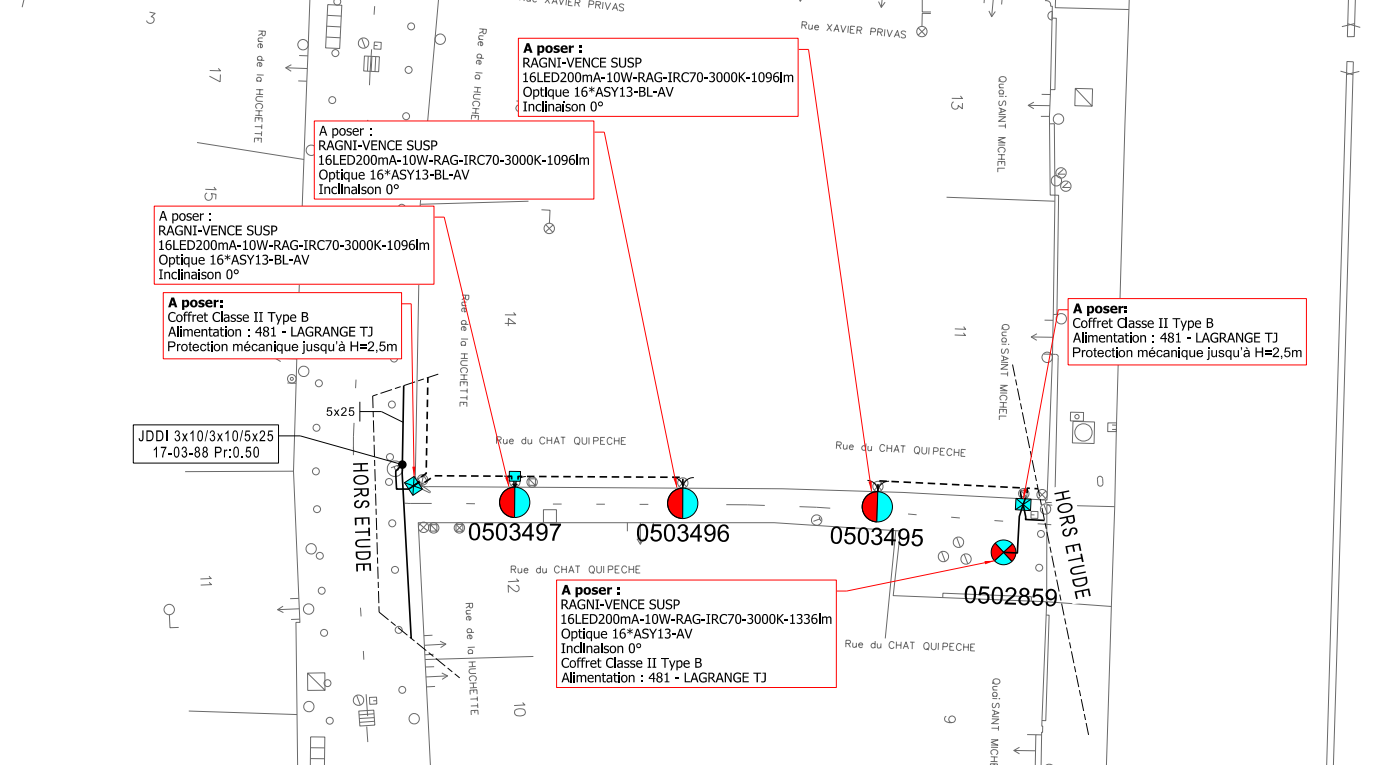 XAVIER PRIVAS
Rue XAVIER PRIVAS
3
17
Rue de la HUCHETTE
Rue de la HUCHETTE
13
Quai SAINT MICHEL
A poser :
RAGNI-VENCE SUSP
16LED200mA-10W-RAG-IRC70-3000K-1096lm
Optique 16*ASY13-BL-AV
Inclinaison 0°
A poser :
RAGNI-VENCE SUSP
16LED200mA-10W-RAG-IRC70-3000K-1096lm
Optique 16*ASY13-BL-AV
Inclinaison 0°
15
A poser :
RAGNI-VENCE SUSP
16LED200mA-10W-RAG-IRC70-3000K-1096lm
Optique 16*ASY13-BL-AV
Inclinaison 0°
A poser:
Coffret Classe II Type B
Alimentation : 481 - LAGRANGE TJ
Protection mécanique jusqu'à H=2,5m
Rue de la HUCHETTE
14
11
Quai SAINT MICHEL
A poser:
Coffret Classe II Type B
Alimentation : 481 - LAGRANGE TJ
Protection mécanique jusqu'à H=2,5m
5x25
JDDI 3x10/3x10/5x25
17-03-88 Pr:0.50
Rue du CHAT QUI PECHE
Rue du CHAT QUI PECHE
HORS ETUDE
HORS ETUDE
0
0503497
0503496
0503495
0502859
11
12
Rue du CHAT QUI PECHE
A poser :
RAGNI-VENCE SUSP
16LED200mA-10W-RAG-IRC70-3000K-1336lm
Optique 16*ASY13-AV
Inclinaison 0°
Coffret Classe II Type B
Alimentation : 481 - LAGRANGE TJ
Rue de la HUCHETTE
Rue du CHAT QUI PECHE
10
9
Quai SAINT MICHE